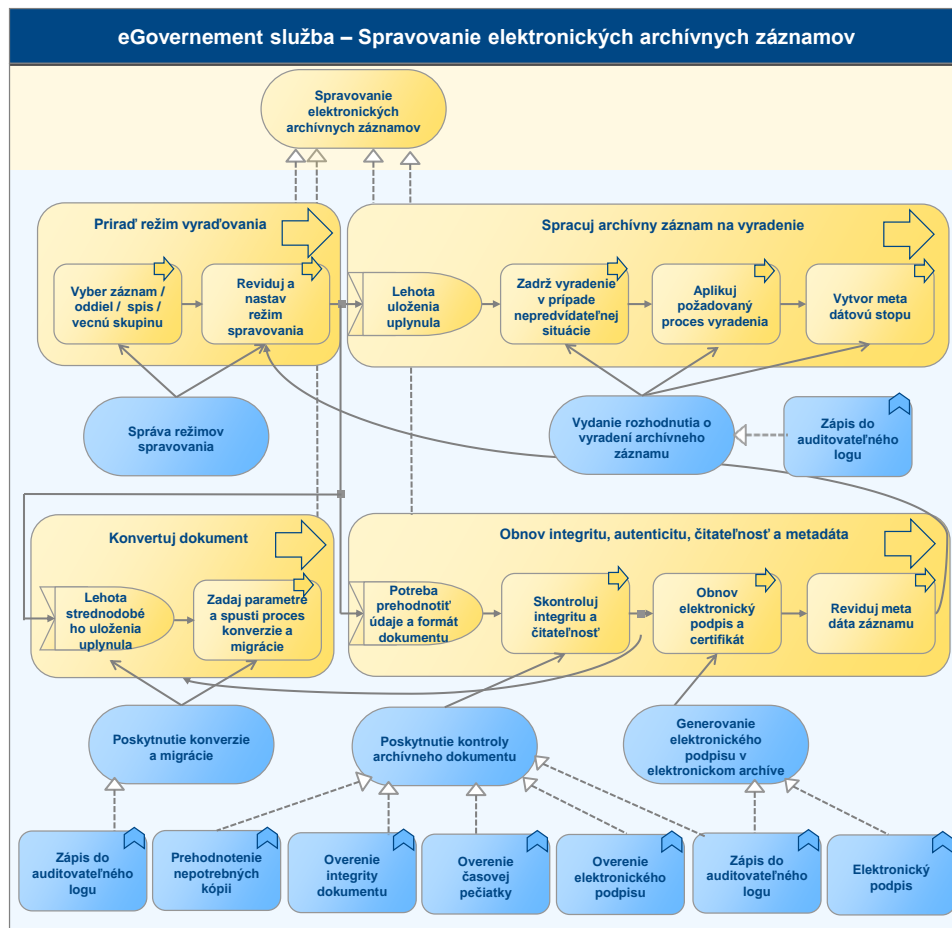 eGovernement služba – Spravovanie elektronických archívnych záznamov
Spravovanie
elektronických
archívnych záznamov
Priraď režim vyraďovania
Vyber záznam /
oddiel / spis /
vecnú skupinu
Reviduj a
nastav
režim
spravovania
Spracuj archívny záznam na vyradenie
Lehota
uloženia
uplynula
Zadrž vyradenie
v prípade
nepredvídateľnej
situácie
Aplikuj
požadovaný
proces vyradenia
Vytvor meta
dátovú stopu
Správa režimov
spravovania
Vydanie rozhodnutia o
vyradení archívneho
záznamu
Zápis do
auditovateľného
logu
Konvertuj dokument
Lehota
strednodobé
ho uloženia
uplynula
Zadaj parametre
a spusti proces
konverzie a
migrácie
Obnov integritu, autenticitu, čitateľnosť a metadáta
Potreba
prehodnotiť
údaje a formát
dokumentu
Skontroluj
integritu a
čitateľnosť
Obnov
elektronický
podpis a
certifikát
Reviduj meta
dáta záznamu
Poskytnutie konverzie
a migrácie
Poskytnutie kontroly
archívneho dokumentu
Generovanie
elektronického
podpisu v
elektronickom archíve
Zápis do
auditovateľného
logu
Prehodnotenie
nepotrebných
kópii
Overenie
integrity
dokumentu
Overenie
časovej
pečiatky
Overenie
elektronického
podpisu
Zápis do
auditovateľného
logu
Elektronický
podpis